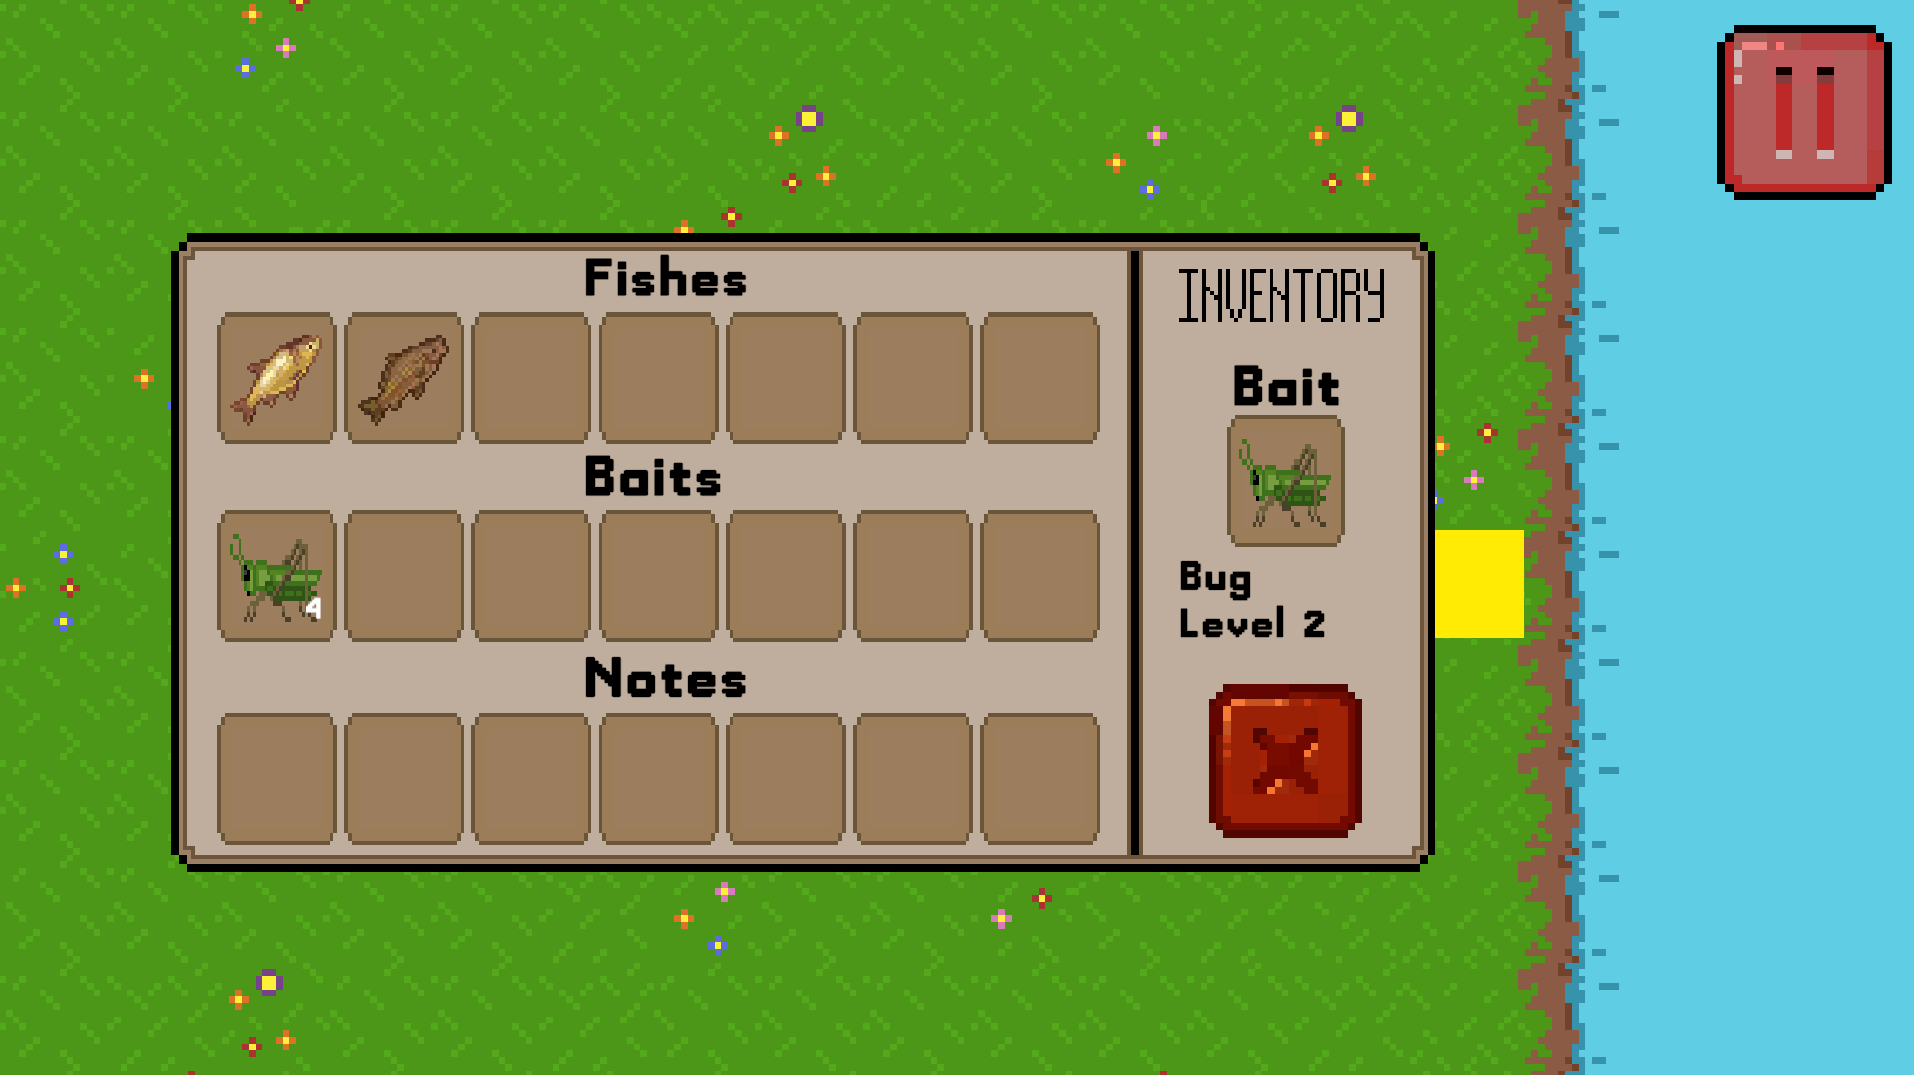 Fishes
Baits
4
Notes
INVENTORY
Bait
Bug
Level 2